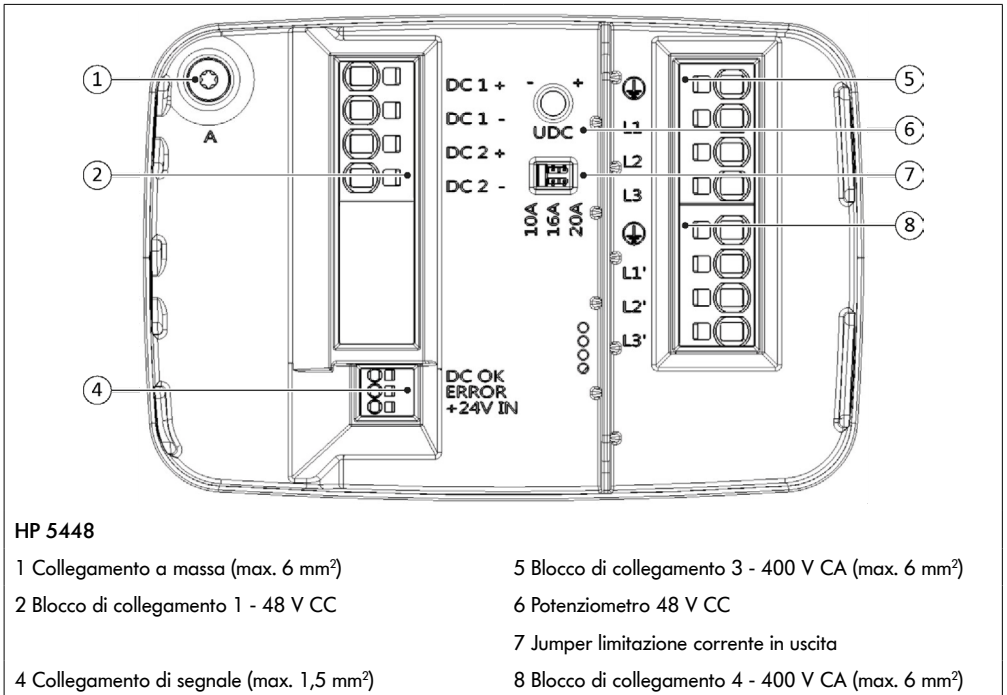 1
A
DC 1 +
DC 1 -
DC 2 +
DC 2 -
- +
UDC
10A
16A
20A
L1
L2
L3
L1'
L2'
L3'
5
6
7
8
2
4
DC OK
ERROR
+24V IN
HP 5448
1 Collegamento a massa (max. 6 mm²)
5 Blocco di collegamento 3 - 400 V CA (max. 6 mm²)
2 Blocco di collegamento 1 - 48 V CC
6 Potenziometro 48 V CC
7 Jumper limitazione corrente in uscita
4 Collegamento di segnale (max. 1,5 mm²)
8 Blocco di collegamento 4 - 400 V CA (max. 6 mm²)